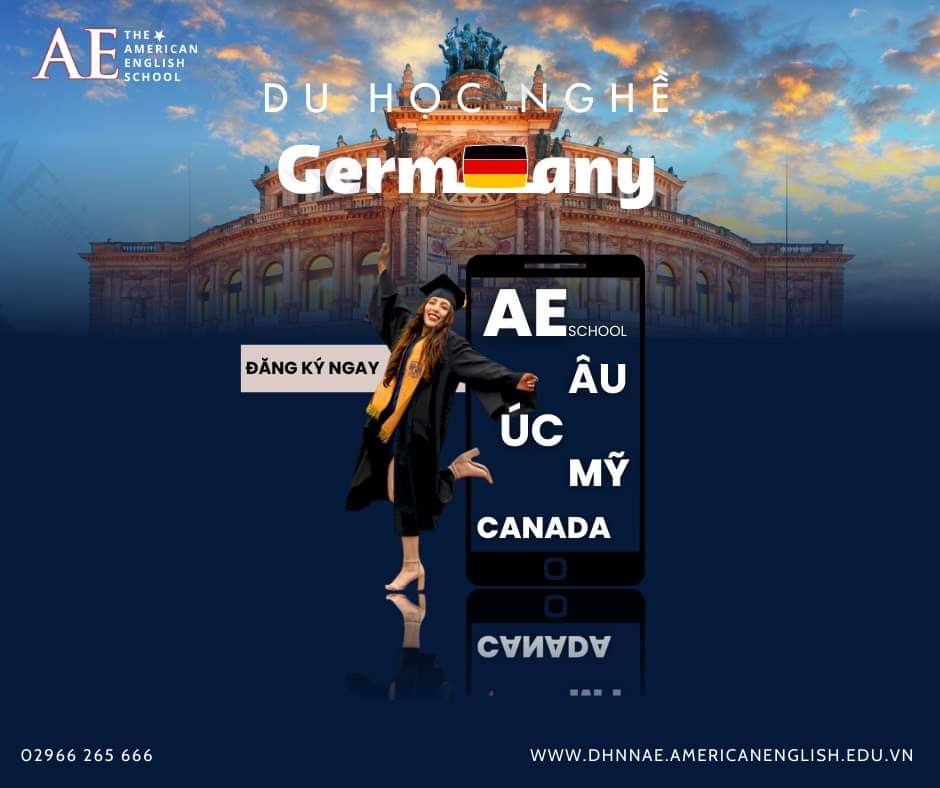 AE THE
AMERICAN
ENGLISH
SCHOOL
DU HỌC NGHỀ
Germany
AE SCHOOL
ĐĂNG KÝ NGAY
ÂU
ÚC
MỸ
CANADA
CANADA
02966 265 666
WWW.DHNNAE.AMERICANENGLISH.EDU.VN